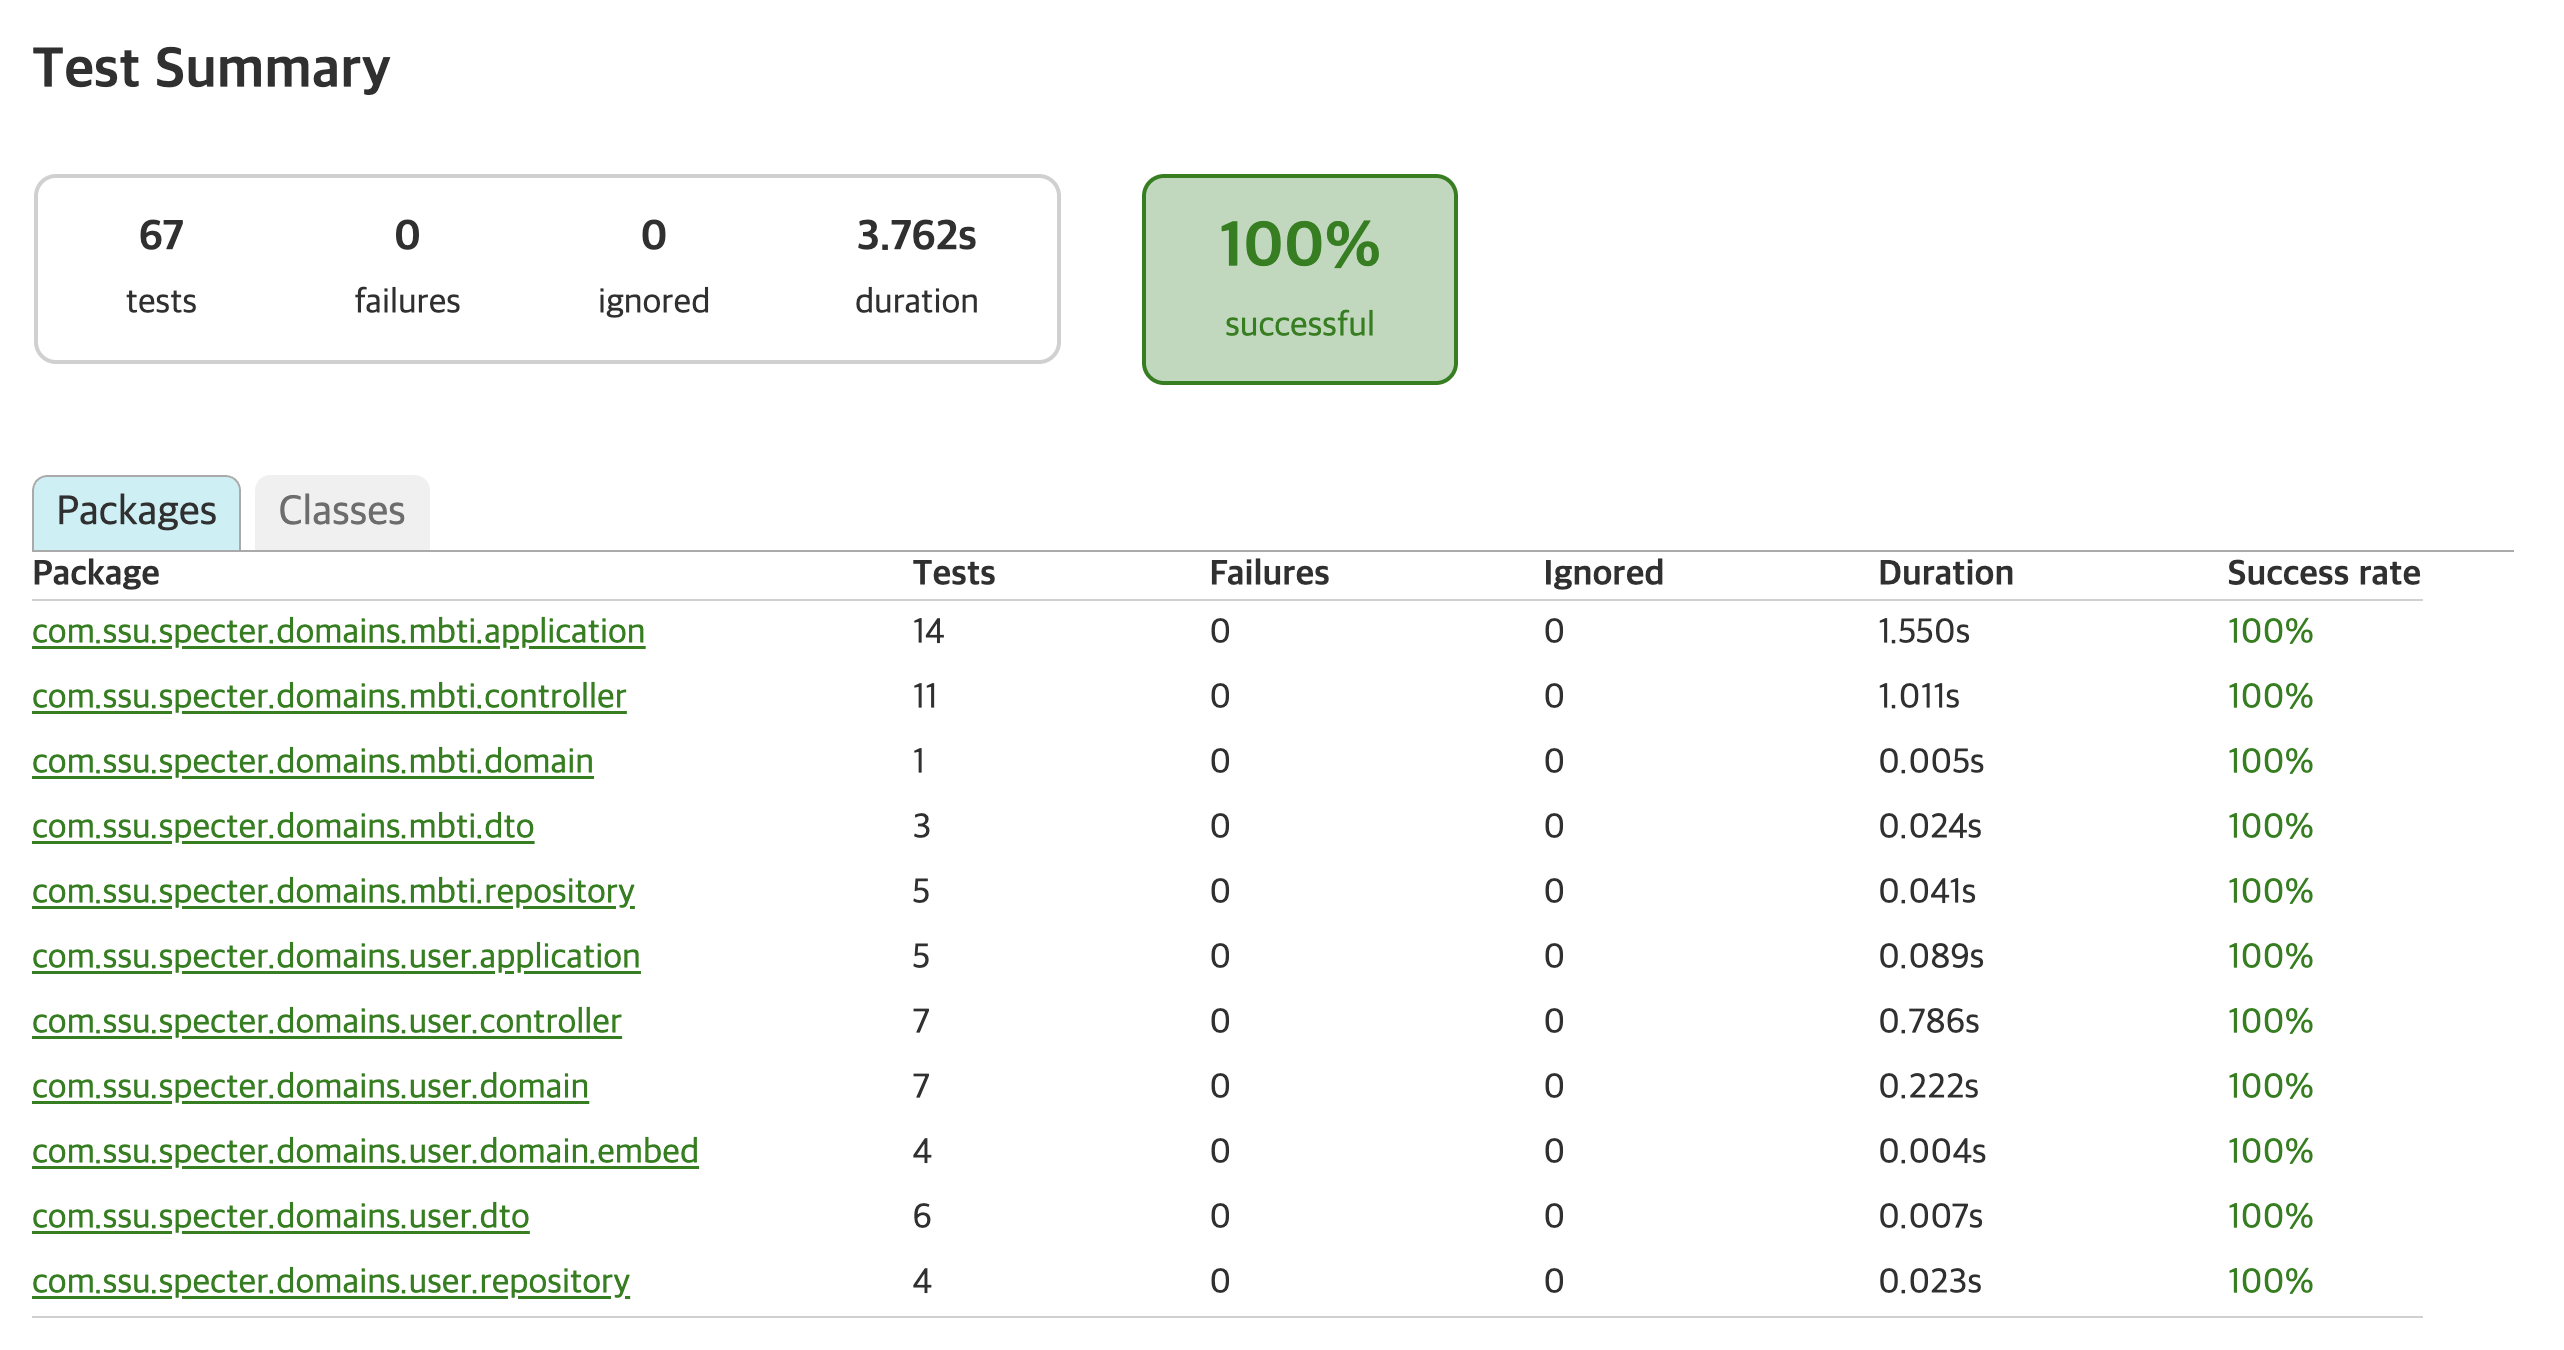 Test Summary
67 0 0 3.762s
tests failures ignored duration
100%
successful
Packages Classes
Package Tests Failures Ignored Duration Success rate
com.ssu.specter.domains.mbti.application 14 0 0 1.550s 100%
com.ssu.specter.domains.mbti.controller 11 0 0 1.011s 100%
com.ssu.specter.domains.mbti.domain 1 0 0 0.005s 100%
com.ssu.specter.domains.mbti.dto 3 0 0 0.024s 100%
com.ssu.specter.domains.mbti.repository 5 0 0 0.041s 100%
com.ssu.specter.domains.user.application 5 0 0 0.089s 100%
com.ssu.specter.domains.user.controller 7 0 0 0.786s 100%
com.ssu.specter.domains.user.domain 7 0 0 0.222s 100%
com.ssu.specter.domains.user.domain.embed 4 0 0 0.004s 100%
com.ssu.specter.domains.user.dto 6 0 0 0.007s 100%
com.ssu.specter.domains.user.repository 4 0 0 0.023s 100%